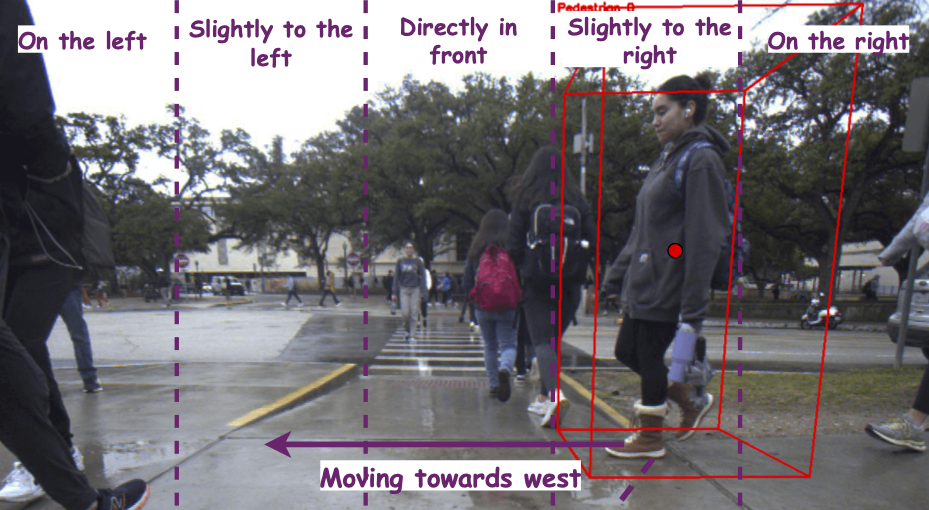 Pedestrian 0
On the left
Slightly to the
left
Directly in
front
Slightly to the
right
On the right
Moving towards west